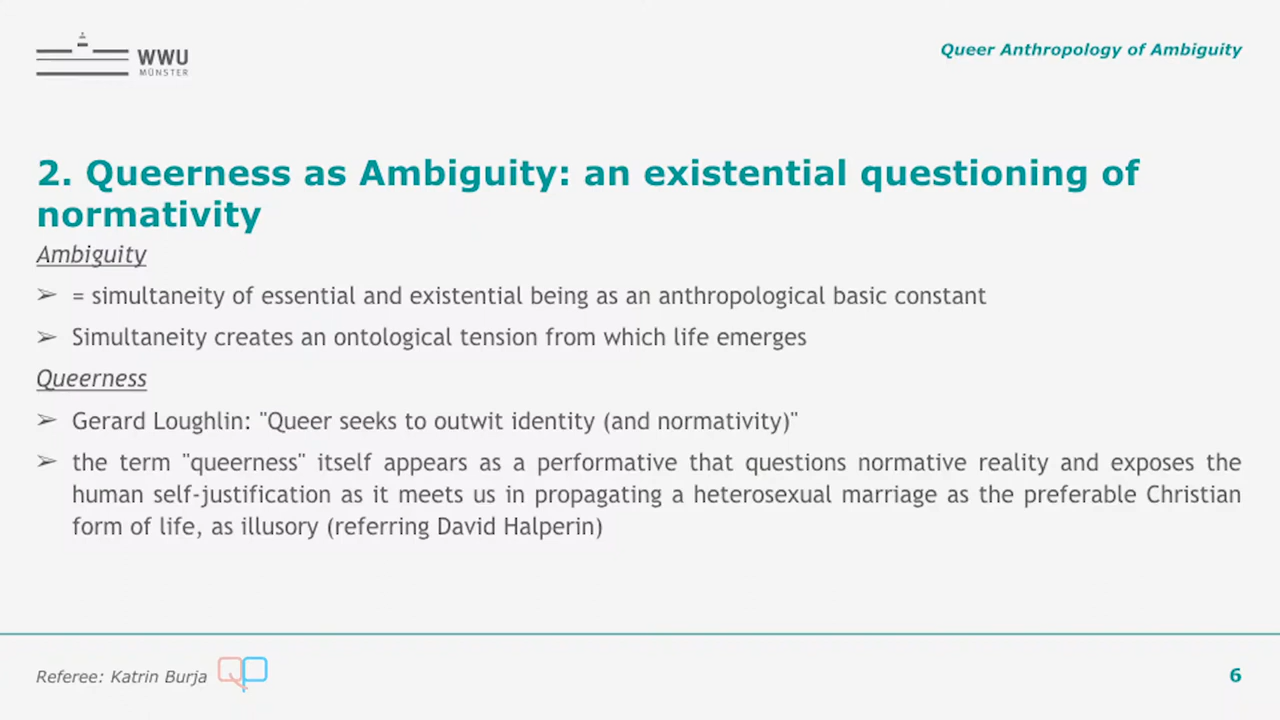 WWU
MÜNSTER
Queer Anthropology of Ambiguity
2. Queerness as Ambiguity: an existential questioning of
normativity
Ambiguity
➢ = simultaneity of essential and existential being as an anthropological basic constant
➢ Simultaneity creates an ontological tension from which life emerges
Queerness
➢ Gerard Loughlin: "Queer seeks to outwit identity (and normativity)"
➢ the term "queerness" itself appears as a performative that questions normative reality and exposes the
human self-justification as it meets us in propagating a heterosexual marriage as the preferable Christian
form of life, as illusory (referring David Halperin)
Referee: Katrin Burja
QP
6